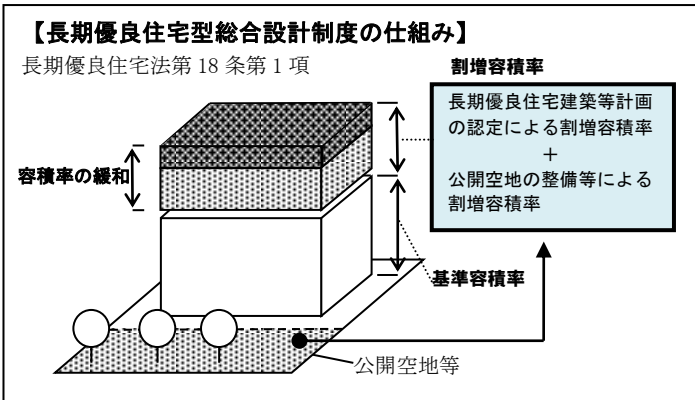 【長期優良住宅型総合設計制度の仕組み】
長期優良住宅法第 18 条第 1 項
割増容積率
長期優良住宅建築等計画
の認定による割増容積率
+
公開空地の整備等による
割増容積率
容積率の緩和
基準容積率
公開空地等